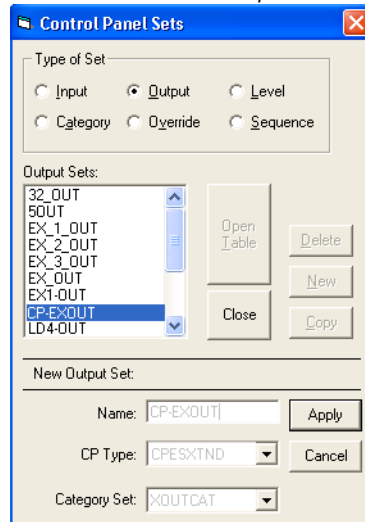 Control Panel Sets
Type of Set
Input Output Level
Category Override Sequence
Output Sets:
32_OUT
5OUT
EX_1_OUT
EX_2_OUT
EX_3_OUT
EX_OUT
EX1-OUT
CP-EXOUT
LD4-OUT
Open Table
Close
Delete
New
Copy
New Output Set:
Name: CP-EXOUT
Apply
CP Type: CPESXTND
Cancel
Category Set: XOUTCAT